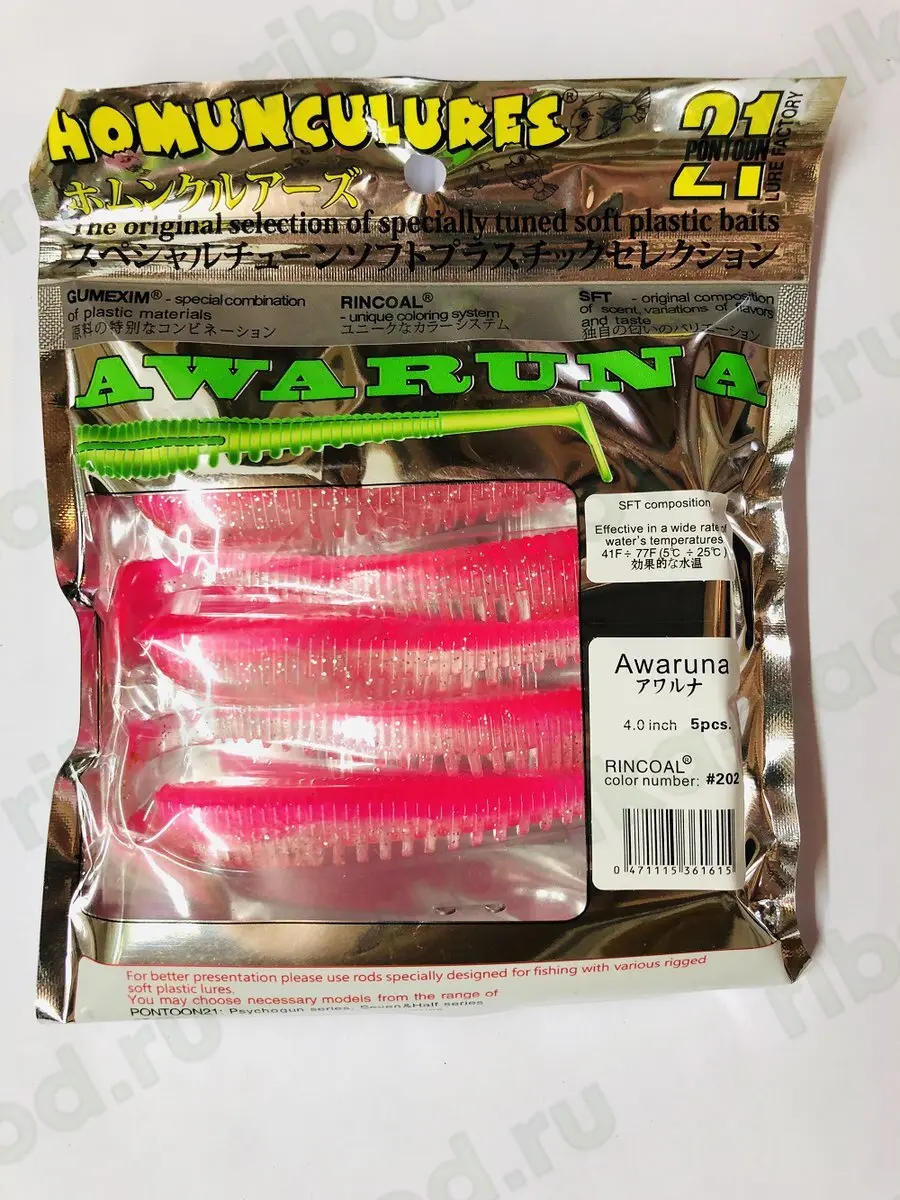 HOMUNCULURES®
21
PONTOON
LURE FACTORY
ホムンクルアーズ
The original selection of specially tuned soft plastic baits
スペシャルチューンソフトプラスチックセレクション
GUMEXIM® - special combination
of plastic materials
原料の特別なコンビネーション
RINCOAL®
- unique coloring system
ユニークなカラーシステム
SFT - original composition
of scent, variations of flavors
and taste
独自の匂いのバリエーション
AWARUNA
SFT composition
Effective in a wide rate of
water's temperatures
41F ÷ 77F (5℃ ÷ 25℃)
効果的な水温
Awaruna
アワルナ
4.0 inch 5pcs.
RINCOAL®
color number: #202
0 471115 361615
For better presentation please use rods specially designed for fishing with various rigged
soft plastic lures.
You may choose necessary models from the range of
PONTOON21: Psychogun series, Seven&Half series
ribalkaod.ru